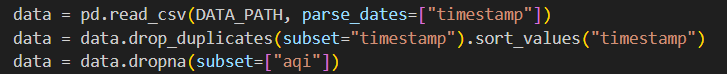 data = pd.read_csv(DATA_PATH, parse_dates=["timestamp"])
data = data.drop_duplicates(subset="timestamp").sort_values("timestamp")
data = data.dropna(subset=["aqi"])